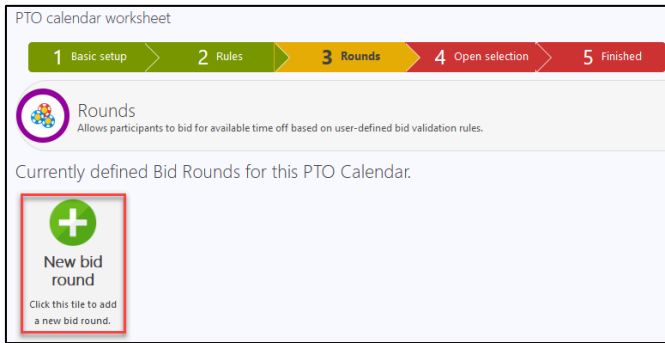 PTO calendar worksheet
1 Basic setup 2 Rules 3 Rounds 4 Open selection 5 Finished
Rounds
Allows participants to bid for available time off based on user-defined bid validation rules.
Currently defined Bid Rounds for this PTO Calendar.
New bid
round
Click this tile to add
a new bid round.